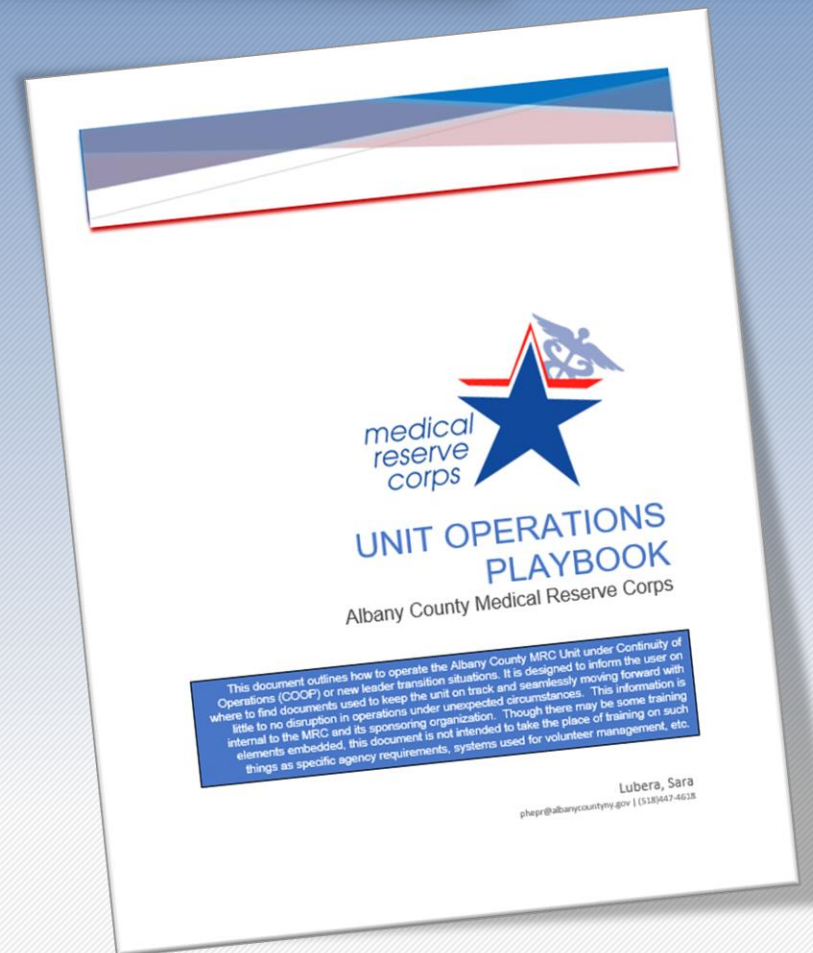 medical
reserve
corps
UNIT OPERATIONS
PLAYBOOK
Albany County Medical Reserve Corps
This document outlines how to operate the Albany County MRC Unit under Continuity of
Operations (COOP) or new leader transition situations. It is designed to inform the user on
where to find documents used to keep the unit on track and seamlessly moving forward with
little to no disruption in operations under unexpected circumstances. This information is
internal to the MRC and its sponsoring organization. Though there may be some training
elements embedded, this document is not intended to take the place of training on such
things as specific agency requirements, systems used for volunteer management, etc.
Lubera, Sara
phepr@albanycountyny.gov | (518)447-4618